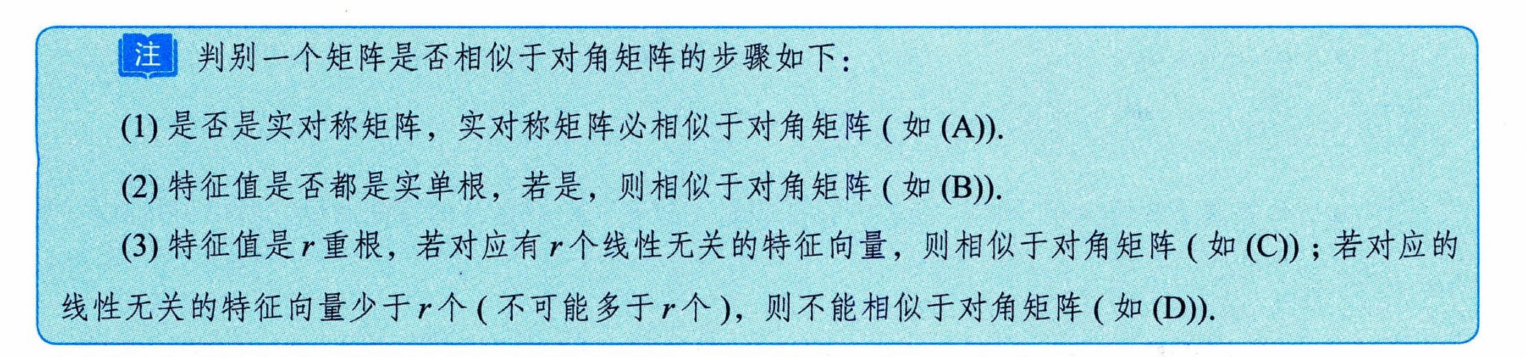 注 判别一个矩阵是否相似于对角矩阵的步骤如下：
(1) 是否是实对称矩阵，实对称矩阵必相似于对角矩阵 ( 如 (A)).
(2) 特征值是否都是实单根，若是，则相似于对角矩阵 ( 如 (B)).
(3) 特征值是 r 重根，若对应有 r 个线性无关的特征向量，则相似于对角矩阵 ( 如 (C))；若对应的
线性无关的特征向量少于 r 个 ( 不可能多于 r 个 )，则不能相似于对角矩阵 ( 如 (D)).